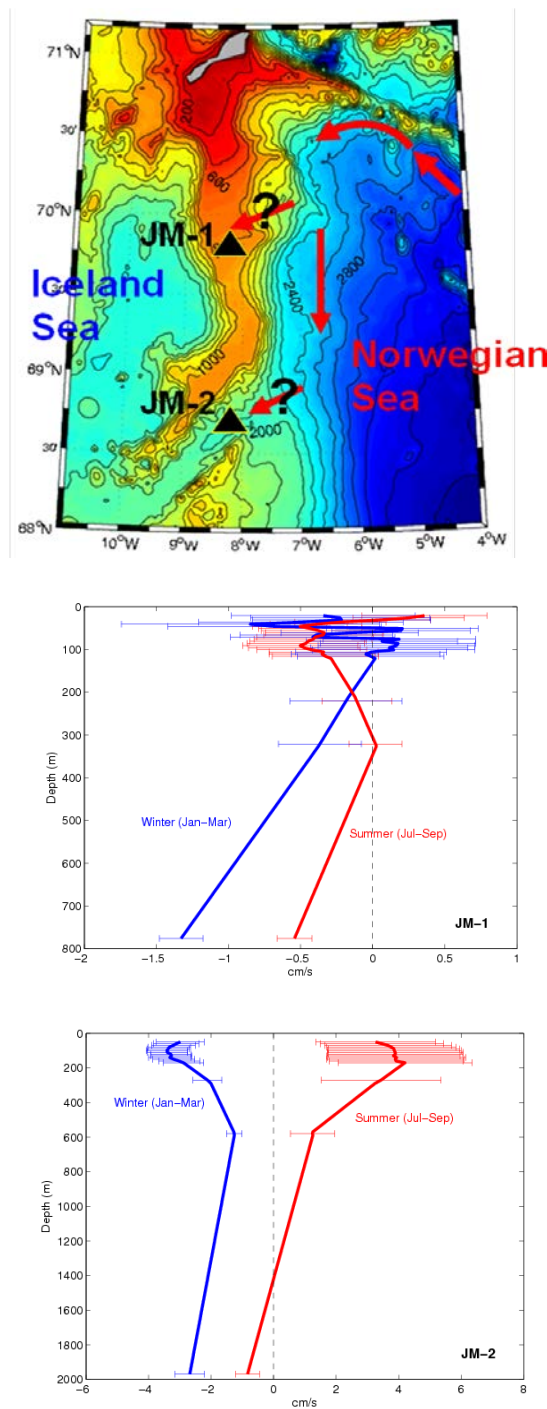 71°N
200
30'
600
70°N
?
JM-1
2800
Iceland
Sea
2400
30'
Norwegian
Sea
1000
69°N
JM-2
?
2000
30'
68°N
10°W
9°W
8°W
7°W
6°W
5°W
4°W
0
100
200
300
400
500
600
700
800
Depth (m)
Winter (Jan-Mar)
Summer (Jul-Sep)
JM-1
-2
-1.5
-1
-0.5
0
0.5
1
cm/s
0
200
400
600
800
1000
1200
1400
1600
1800
2000
Depth (m)
Winter (Jan-Mar)
Summer (Jul-Sep)
JM-2
-6
-4
-2
0
2
4
6
8
cm/s